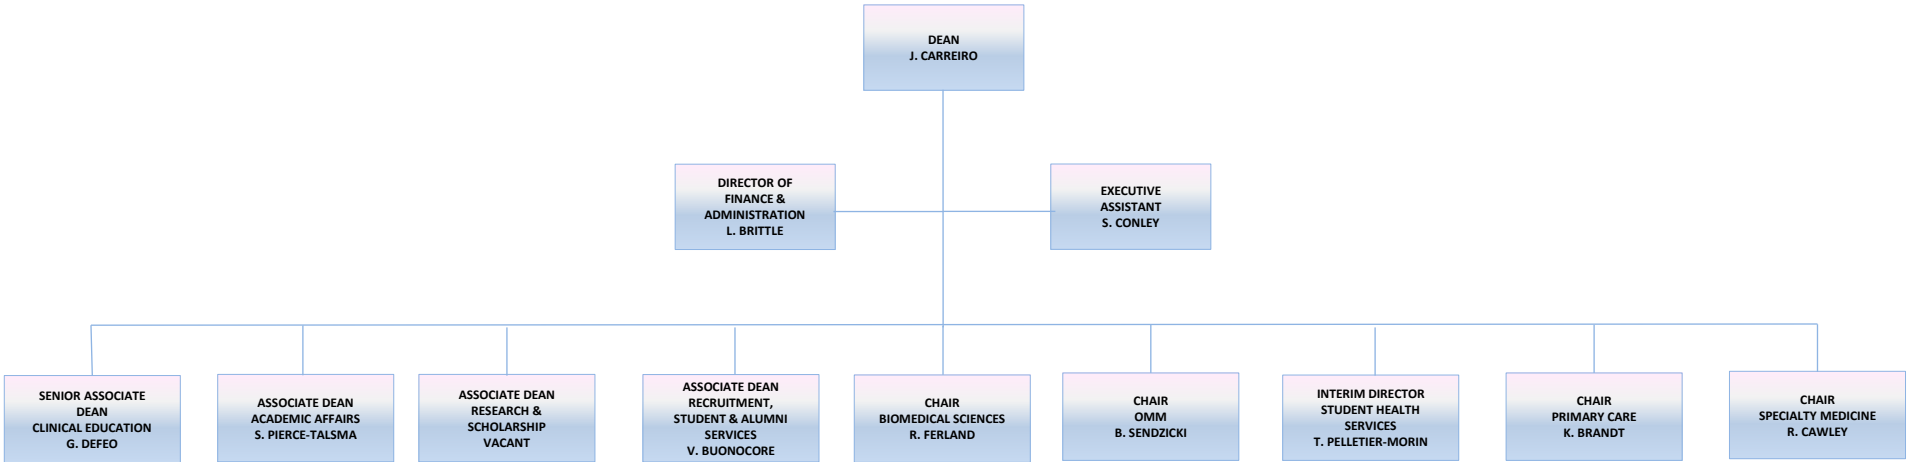 DEAN
J. CARREIRO
DIRECTOR OF
FINANCE &
ADMINISTRATION
L. BRITTLE
EXECUTIVE
ASSISTANT
S. CONLEY
SENIOR ASSOCIATE
DEAN
CLINICAL EDUCATION
G. DEFEO
ASSOCIATE DEAN
ACADEMIC AFFAIRS
S. PIERCE-TALSMA
ASSOCIATE DEAN
RESEARCH &
SCHOLARSHIP
VACANT
ASSOCIATE DEAN
RECRUITMENT,
STUDENT & ALUMNI
SERVICES
V. BUONOCORE
CHAIR
BIOMEDICAL SCIENCES
R. FERLAND
CHAIR
OMM
B. SENDZICKI
INTERIM DIRECTOR
STUDENT HEALTH
SERVICES
T. PELLETIER-MORIN
CHAIR
PRIMARY CARE
K. BRANDT
CHAIR
SPECIALTY MEDICINE
R. CAWLEY